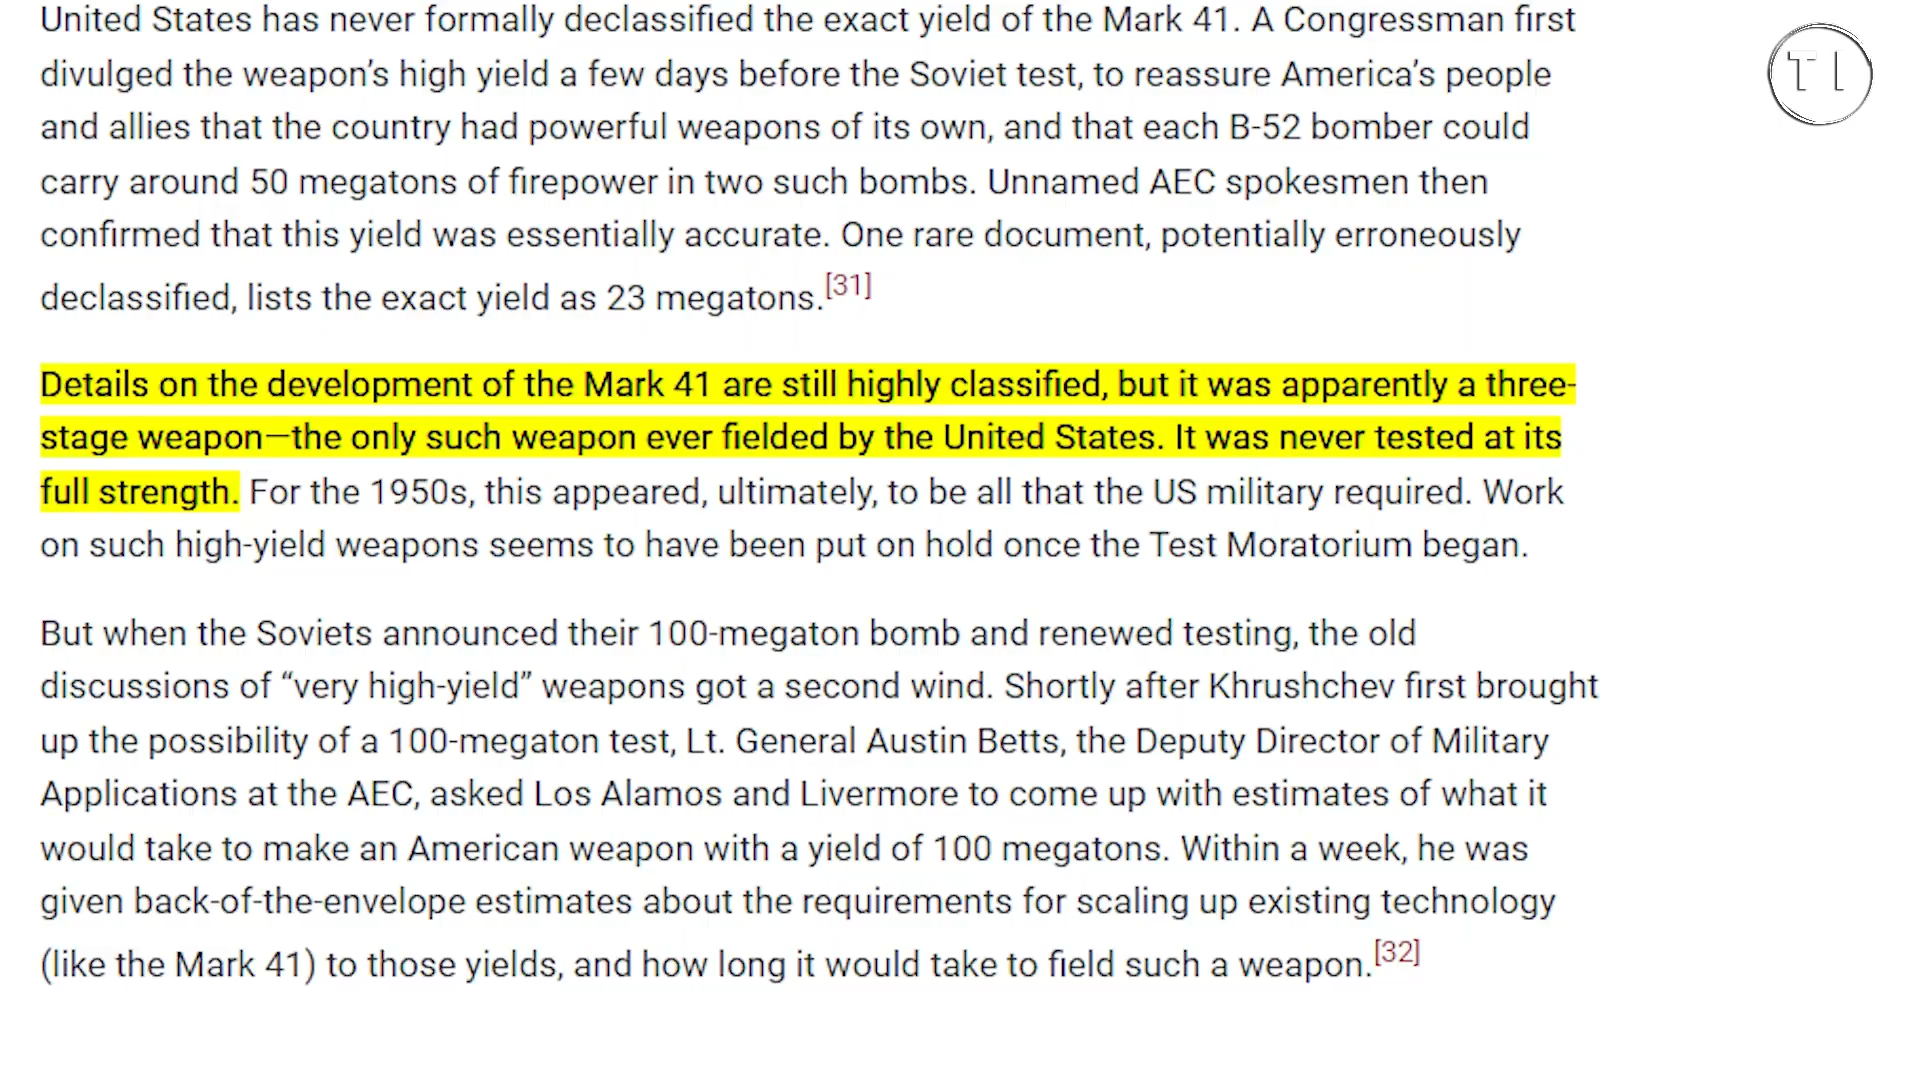 United States has never formally declassified the exact yield of the Mark 41. A Congressman first
divulged the weapon’s high yield a few days before the Soviet test, to reassure America’s people
and allies that the country had powerful weapons of its own, and that each B-52 bomber could
carry around 50 megatons of firepower in two such bombs. Unnamed AEC spokesmen then
confirmed that this yield was essentially accurate. One rare document, potentially erroneously
declassified, lists the exact yield as 23 megatons.[31]
Details on the development of the Mark 41 are still highly classified, but it was apparently a three-
stage weapon—the only such weapon ever fielded by the United States. It was never tested at its
full strength. For the 1950s, this appeared, ultimately, to be all that the US military required. Work
on such high-yield weapons seems to have been put on hold once the Test Moratorium began.
But when the Soviets announced their 100-megaton bomb and renewed testing, the old
discussions of “very high-yield” weapons got a second wind. Shortly after Khrushchev first brought
up the possibility of a 100-megaton test, Lt. General Austin Betts, the Deputy Director of Military
Applications at the AEC, asked Los Alamos and Livermore to come up with estimates of what it
would take to make an American weapon with a yield of 100 megatons. Within a week, he was
given back-of-the-envelope estimates about the requirements for scaling up existing technology
(like the Mark 41) to those yields, and how long it would take to field such a weapon.[32]
T I